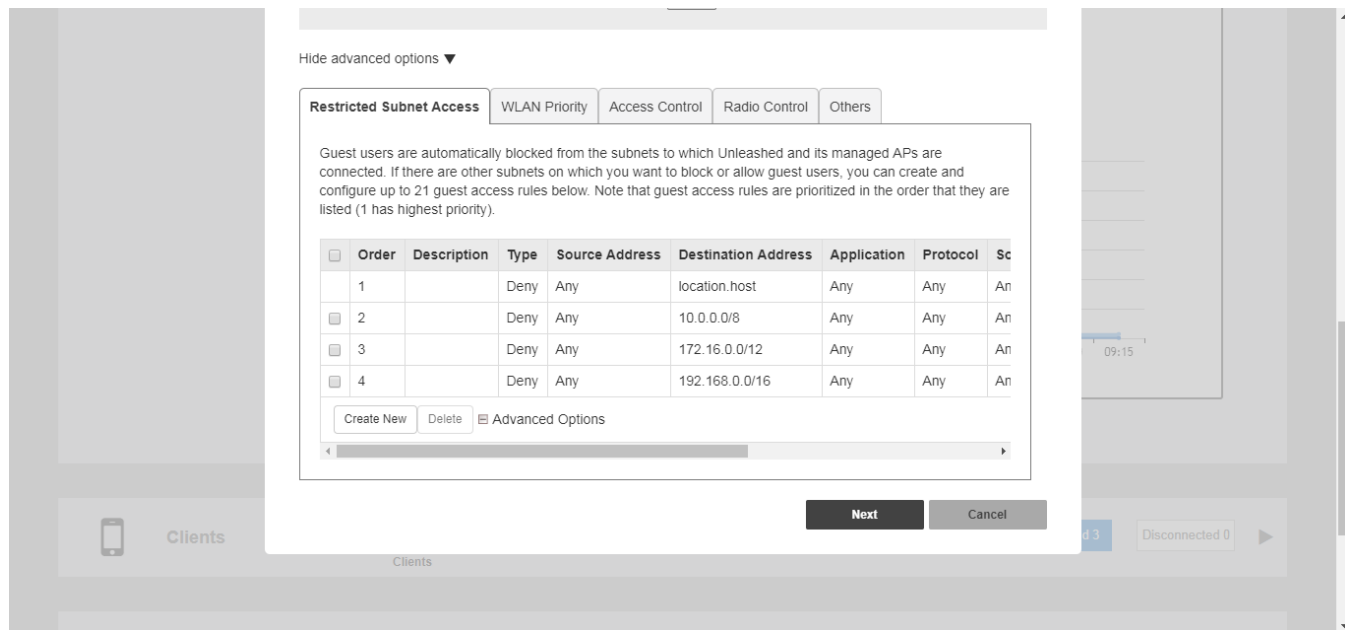 Hide advanced options ▼
Restricted Subnet Access WLAN Priority Access Control Radio Control Others
Guest users are automatically blocked from the subnets to which Unleashed and its managed APs are
connected. If there are other subnets on which you want to block or allow guest users, you can create and
configure up to 21 guest access rules below. Note that guest access rules are prioritized in the order that they are
listed (1 has highest priority).
Order Description Type Source Address Destination Address Application Protocol So
1 Deny Any location.host Any Any An
2 Deny Any 10.0.0.0/8 Any Any An
3 Deny Any 172.16.0.0/12 Any Any An
4 Deny Any 192.168.0.0/16 Any Any An
Create New Delete Advanced Options
09:15
Next Cancel
Clients d 3 Disconnected 0
Clients